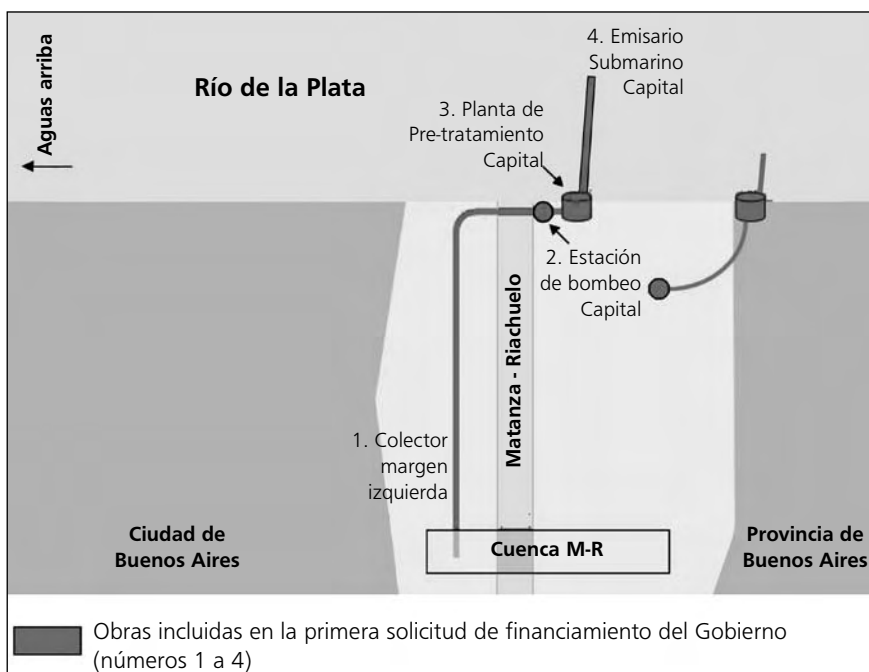 Aguas arriba
Río de la Plata
4. Emisario
Submarino
Capital
3. Planta de
Pre-tratamiento
Capital
2. Estación
de bombeo
Capital
Matanza - Riachuelo
1. Colector
margen
izquierda
Ciudad de
Buenos Aires
Cuenca M-R
Provincia de
Buenos Aires
Obras incluidas en la primera solicitud de financiamiento del Gobierno
(números 1 a 4)